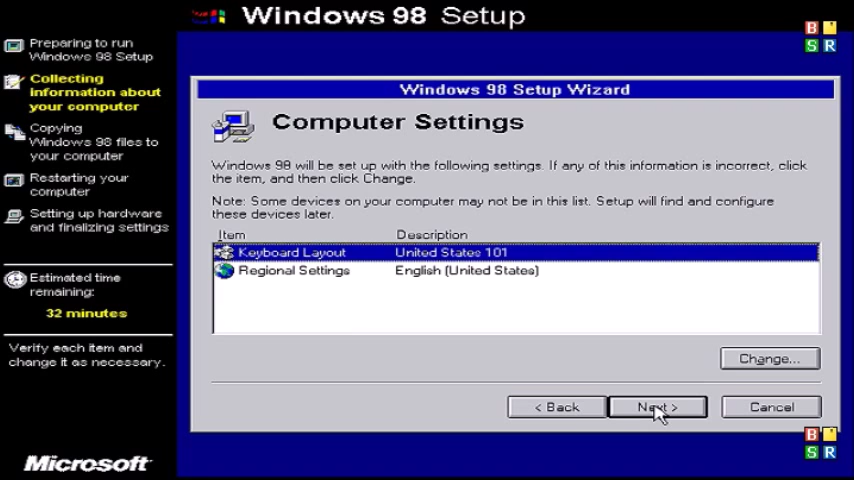 Windows 98 Setup
Preparing to run
Windows 98 Setup
Collecting
information about
your computer
Copying
Windows 98 files to
your computer
Restarting your
computer
Setting up hardware
and finalizing settings
Estimated time
remaining:
32 minutes
Verify each item and
change it as necessary.
Microsoft
B
S R
Windows 98 Setup Wizard
Computer Settings
Windows 98 will be set up with the following settings. If any of this information is incorrect, click
the item, and then click Change.
Note: Some devices on your computer may not be in this list. Setup will find and configure
these devices later.
Item Description
Keyboard Layout United States 101
Regional Settings English (United States)
Change...
< Back Next > Cancel
B
S R